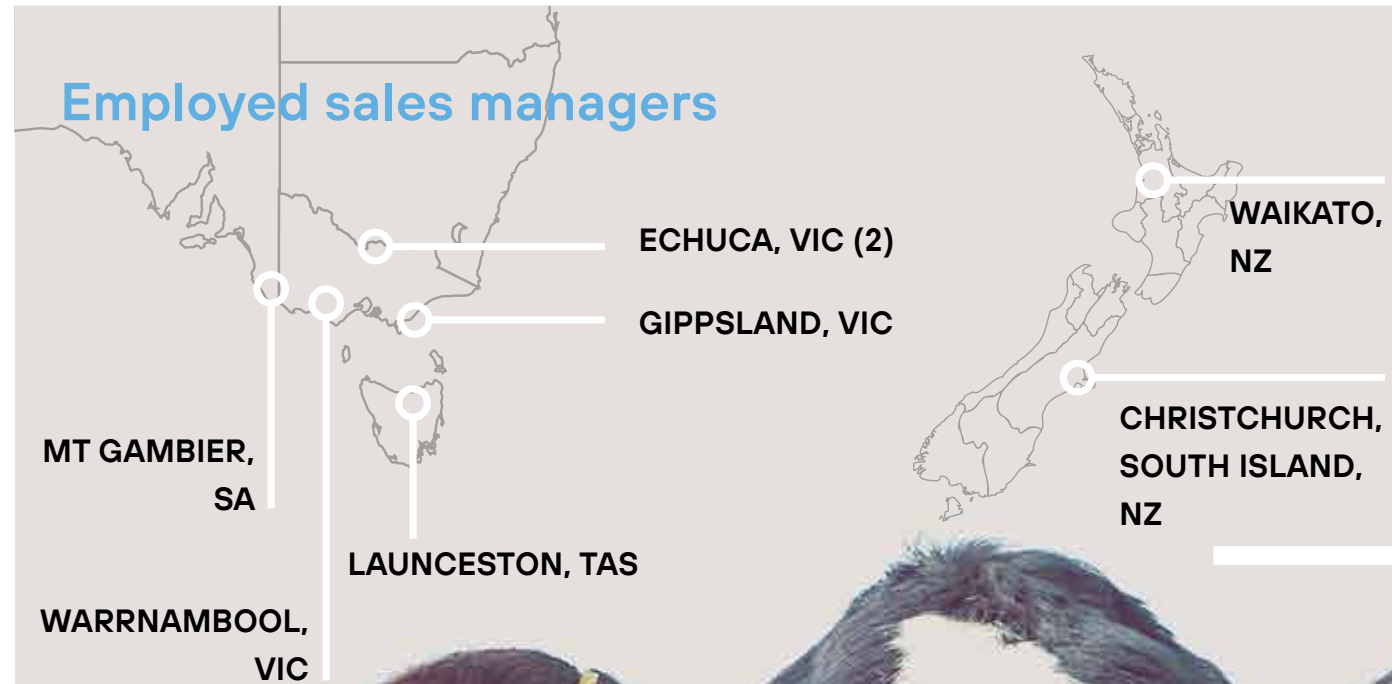 Employed sales managers
ECHUCA, VIC (2)
GIPPSLAND, VIC
MT GAMBIER,
SA
LAUNCESTON, TAS
WARRNAMBOOL,
VIC
WAIKATO,
NZ
CHRISTCHURCH,
SOUTH ISLAND,
NZ